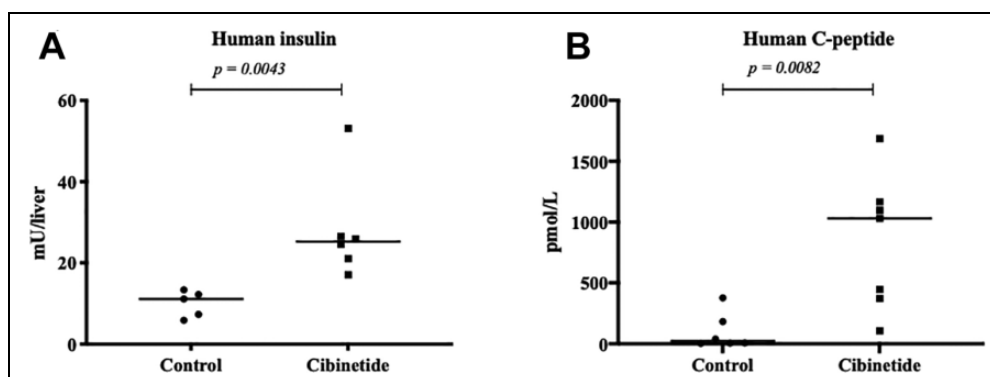 A
Human insulin
p = 0.0043
60
40
20
0
mU/liver
Control Cibinetide
B
Human C-peptide
p = 0.0082
2000
1500
1000
500
0
pmol/L
Control Cibinetide